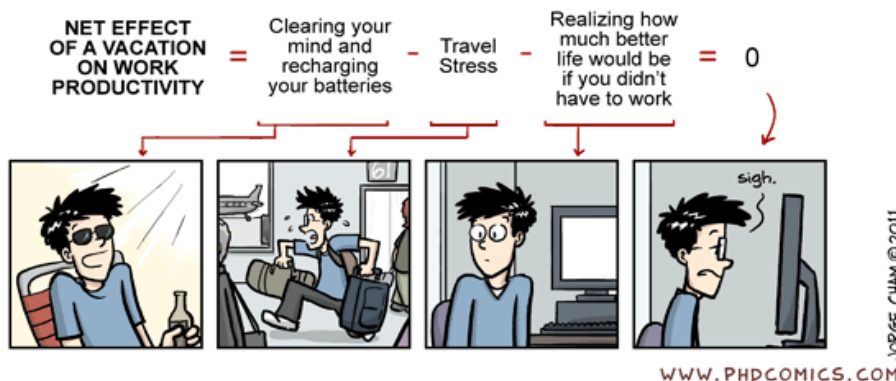 NET EFFECT
OF A VACATION
ON WORK
PRODUCTIVITY
=
Clearing your
mind and
recharging
your batteries
-
Travel
Stress
-
Realizing how
much better
life would be
if you didn't
have to work
=
0
61
sigh.
JORGE CHAM © 2011
WWW.PHDCOMICS.COM